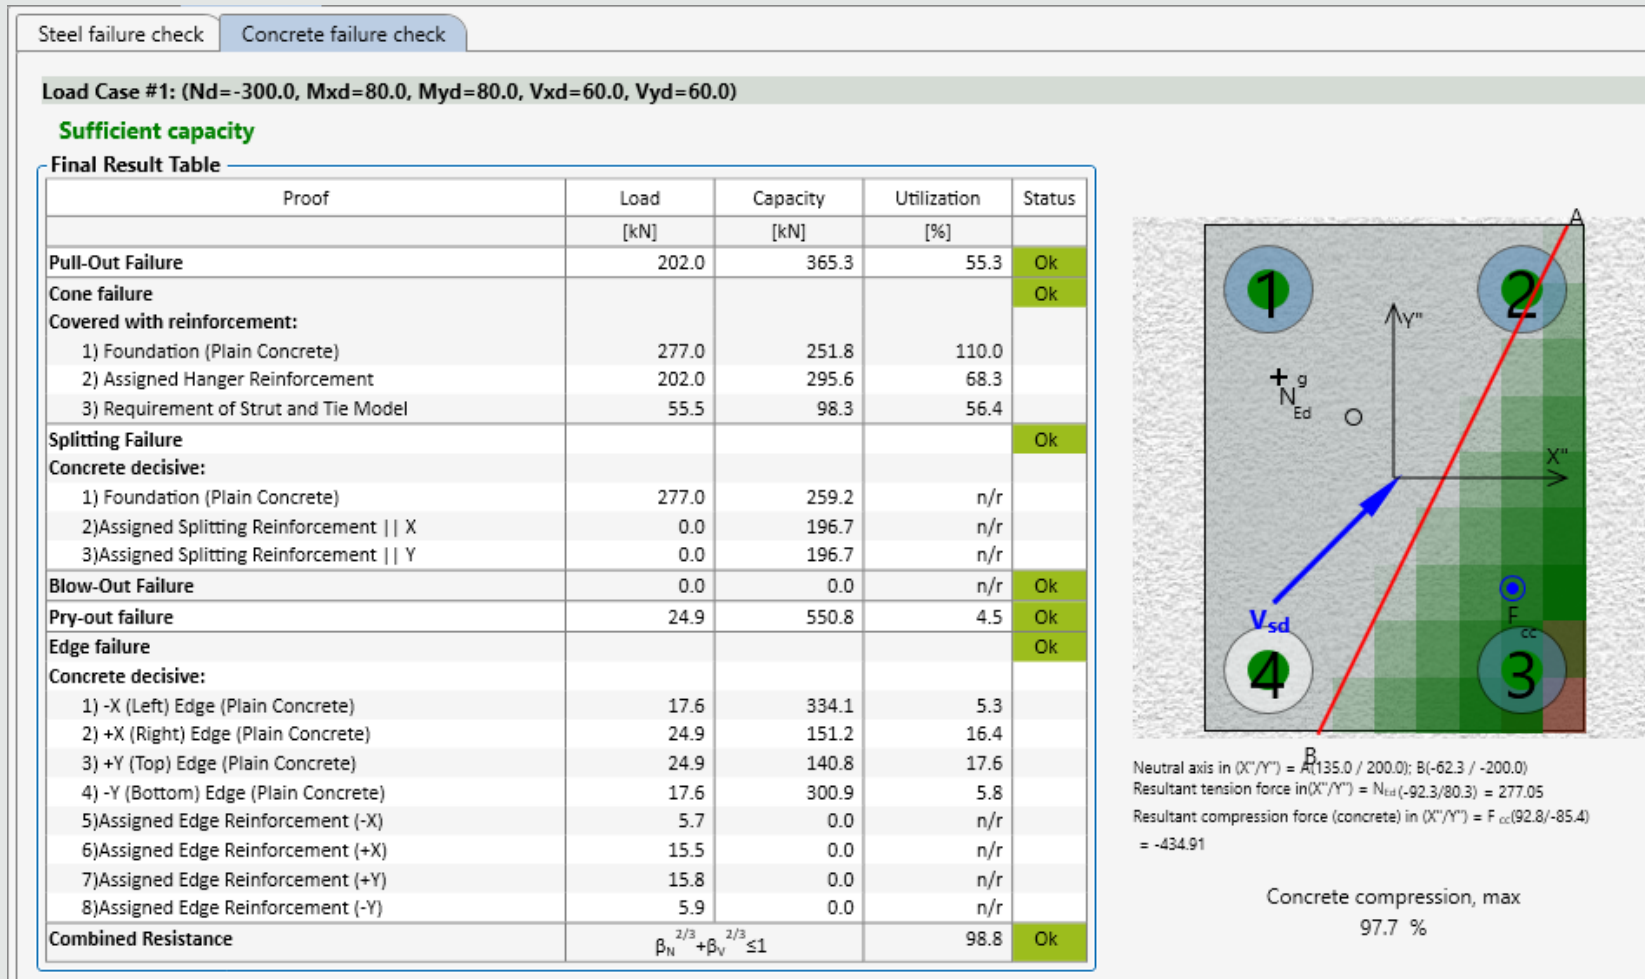 Steel failure check Concrete failure check
Load Case #1: (Nd=-300.0, Mxd=80.0, Myd=80.0, Vxd=60.0, Vyd=60.0)
Sufficient capacity
Final Result Table
Proof Load Capacity Utilization Status
[kN] [kN] [%]
Pull-Out Failure 202.0 365.3 55.3 Ok
Cone failure Ok
Covered with reinforcement:
1) Foundation (Plain Concrete) 277.0 251.8 110.0
2) Assigned Hanger Reinforcement 202.0 295.6 68.3
3) Requirement of Strut and Tie Model 55.5 98.3 56.4
Splitting Failure Ok
Concrete decisive:
1) Foundation (Plain Concrete) 277.0 259.2 n/r
2)Assigned Splitting Reinforcement || X 0.0 196.7 n/r
3)Assigned Splitting Reinforcement || Y 0.0 196.7 n/r
Blow-Out Failure 0.0 0.0 n/r Ok
Pry-out failure 24.9 550.8 4.5 Ok
Edge failure Ok
Concrete decisive:
1) -X (Left) Edge (Plain Concrete) 17.6 334.1 5.3
2) +X (Right) Edge (Plain Concrete) 24.9 151.2 16.4
3) +Y (Top) Edge (Plain Concrete) 24.9 140.8 17.6
4) -Y (Bottom) Edge (Plain Concrete) 17.6 300.9 5.8
5)Assigned Edge Reinforcement (-X) 5.7 0.0 n/r
6)Assigned Edge Reinforcement (+X) 15.5 0.0 n/r
7)Assigned Edge Reinforcement (+Y) 15.8 0.0 n/r
8)Assigned Edge Reinforcement (-Y) 5.9 0.0 n/r
Combined Resistance βN^2/3+βV^2/3≤1 98.8 Ok
A
1 2
Y"
g
NEd
X"
Vsd
Fcc
4 3
B
Neutral axis in (X"/Y") = A(135.0 / 200.0); B(-62.3 / -200.0)
Resultant tension force in(X"/Y") = NEd(-92.3/80.3) = 277.05
Resultant compression force (concrete) in (X"/Y") = F cc(92.8/-85.4)
= -434.91
Concrete compression, max
97.7 %